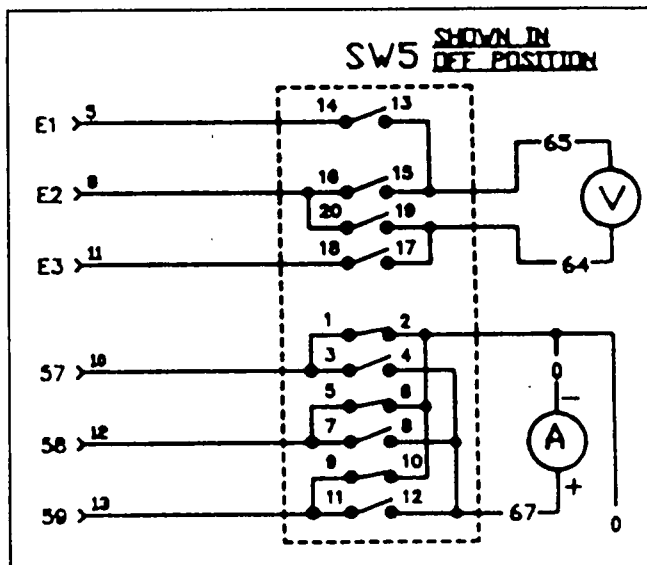 SW5 SHOWN IN
OFF POSITION
14 13
E1 5
65
16 15
E2 8
V
20 19
18 17
E3 11
64
1 2
3 4
57 10
0
5 6
7 8
58 12
A
9 10
11 12
+
59 13
67
0